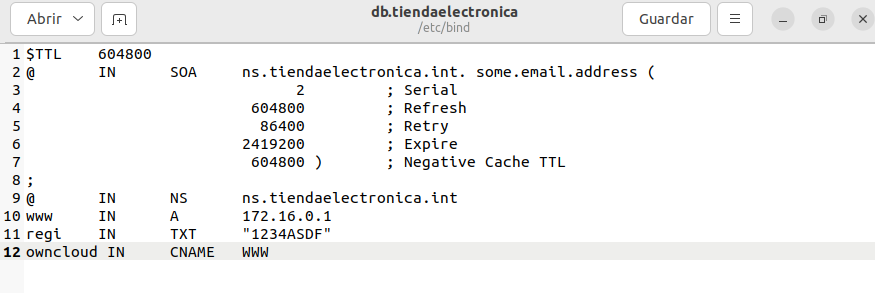 Abrir
db.tiendaelectronica
/etc/bind
Guardar
1 $TTL    604800
2 @       IN      SOA     ns.tiendaelectronica.int. some.email.address (
3                               2         ; Serial
4                          604800         ; Refresh
5                           86400         ; Retry
6                         2419200         ; Expire
7                          604800 )       ; Negative Cache TTL
8 ;
9 @       IN      NS      ns.tiendaelectronica.int
10 www     IN      A       172.16.0.1
11 regi    IN      TXT     "1234ASDF"
12 owncloud IN     CNAME   WWW